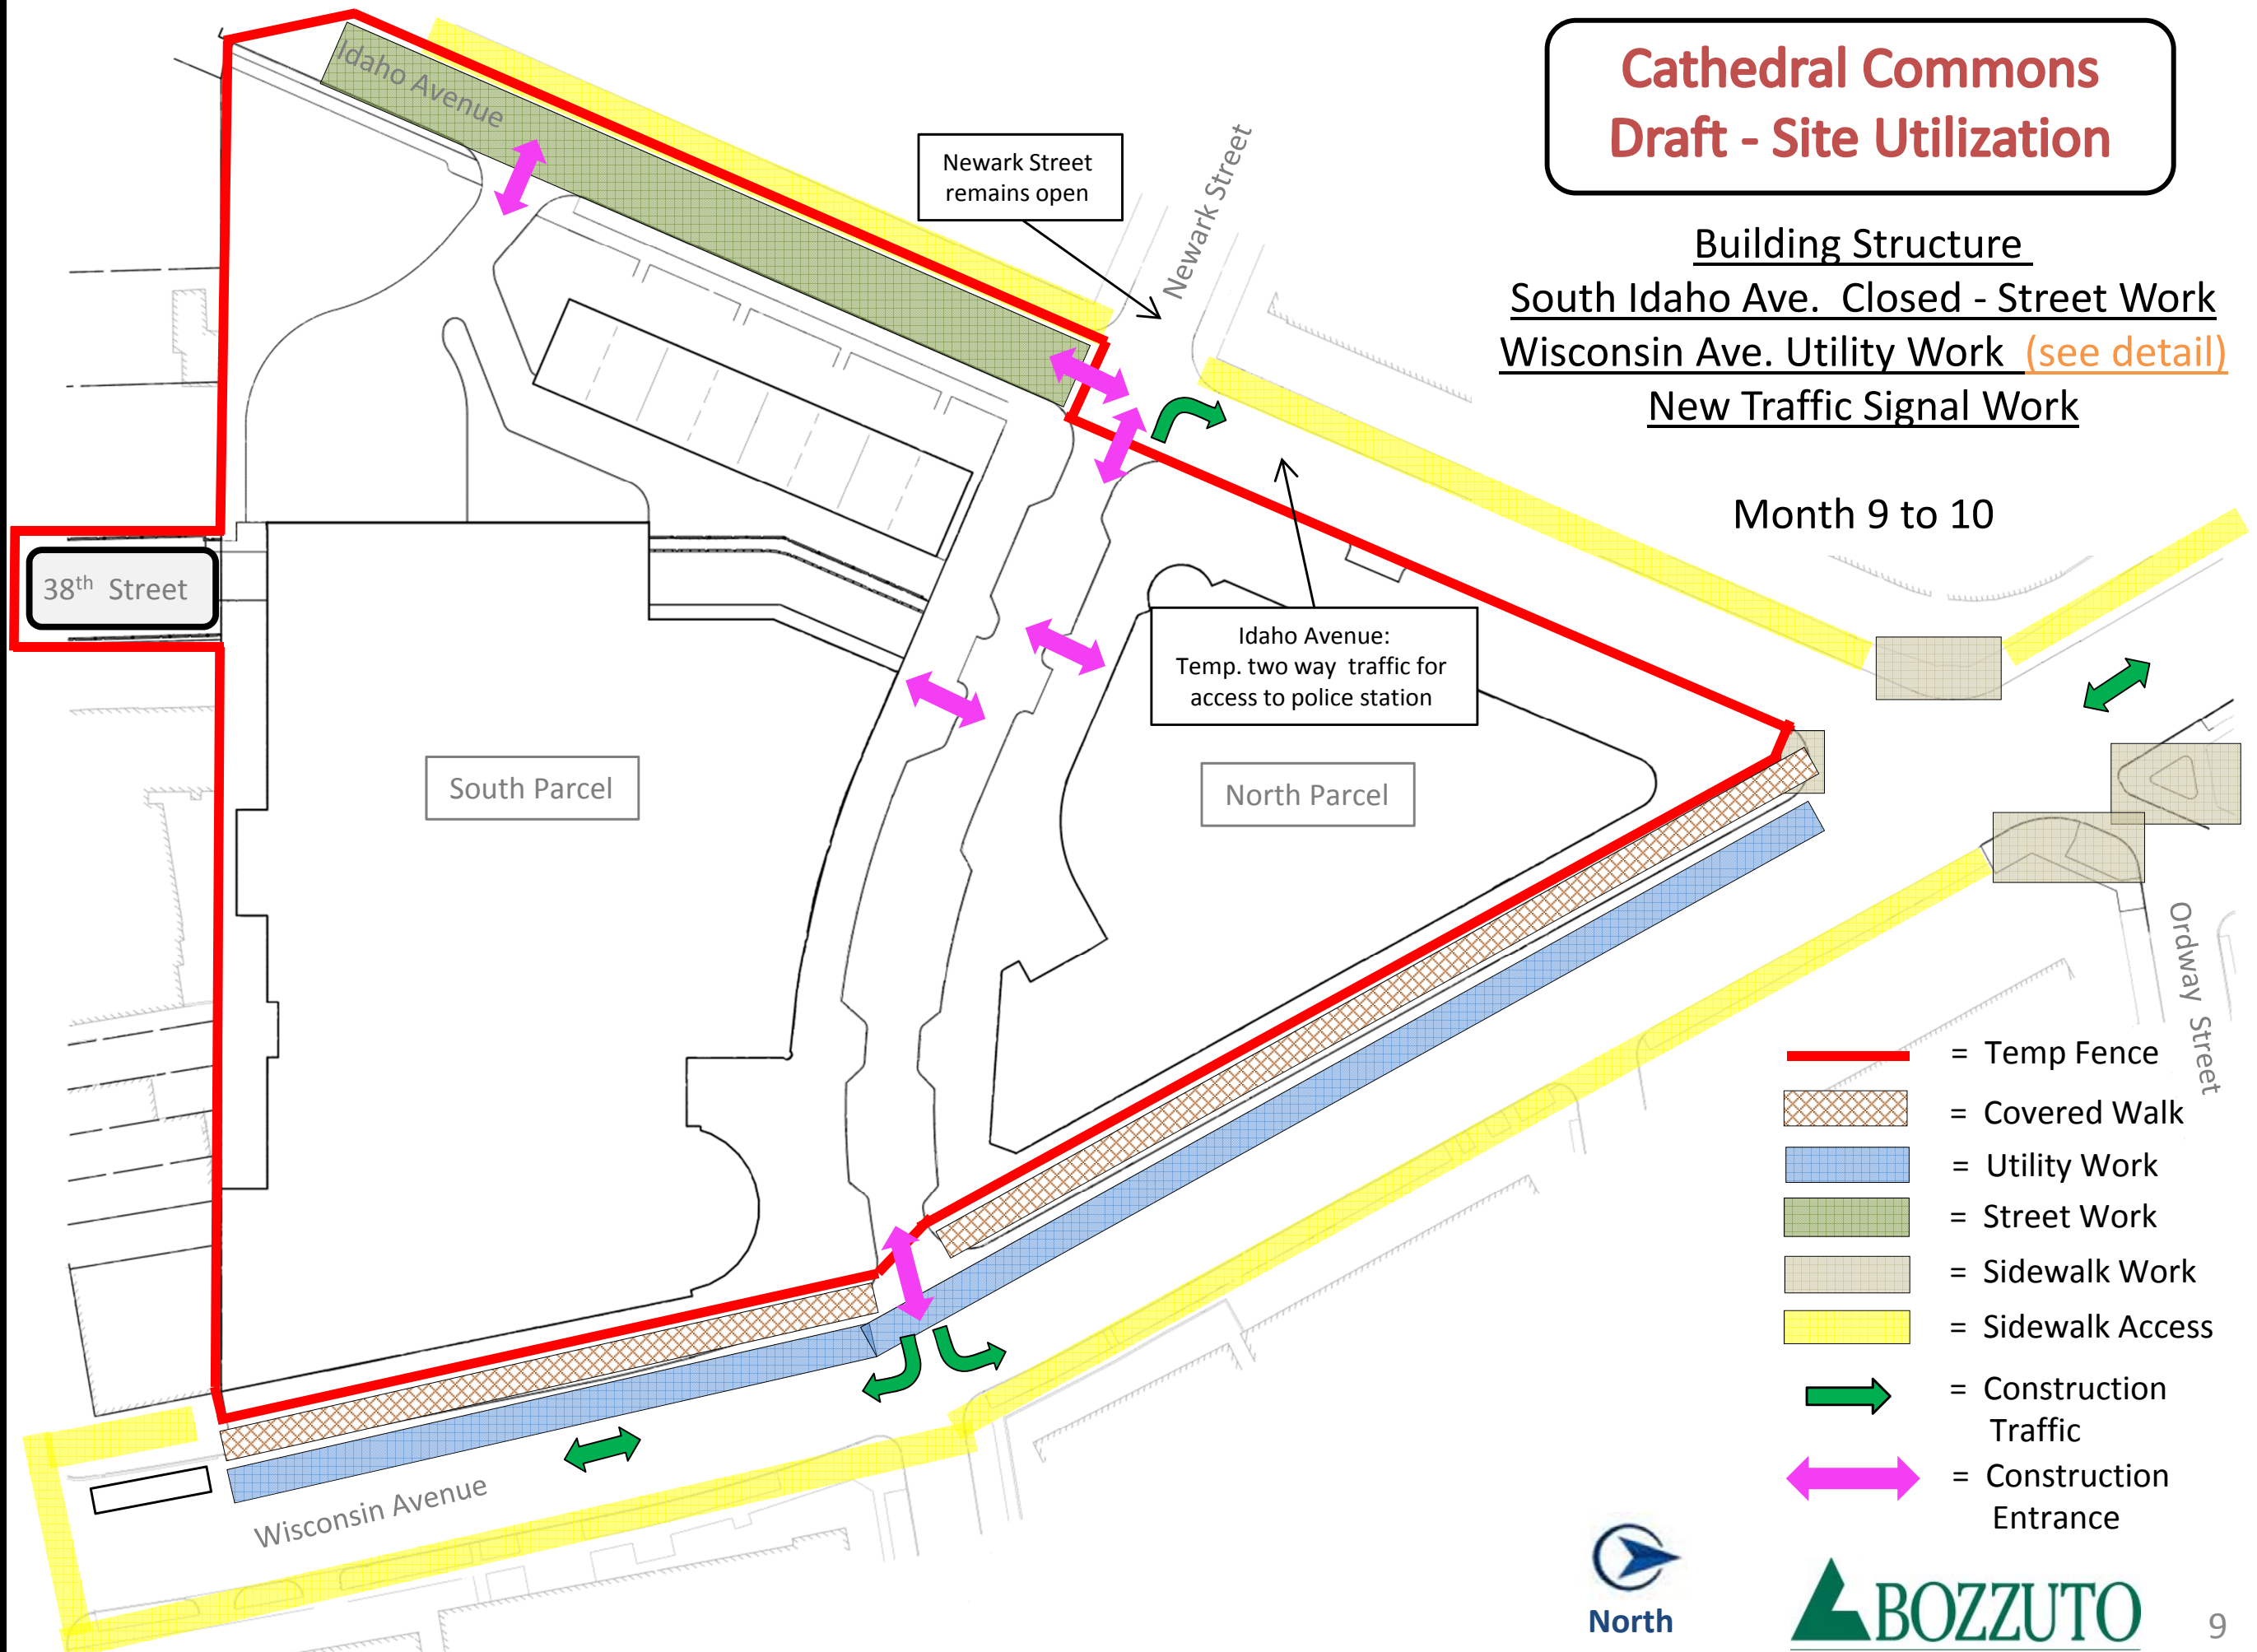 Cathedral Commons
Draft - Site Utilization
Building Structure
South Idaho Ave. Closed - Street Work
Wisconsin Ave. Utility Work (see detail)
New Traffic Signal Work
Month 9 to 10
Idaho Avenue
Newark Street
remains open
Newark Street
38th Street
Idaho Avenue:
Temp. two way traffic for
access to police station
South Parcel
North Parcel
Ordway Street
Wisconsin Avenue
= Temp Fence
= Covered Walk
= Utility Work
= Street Work
= Sidewalk Work
= Sidewalk Access
= Construction
Traffic
= Construction
Entrance
North
BOZZUTO
9